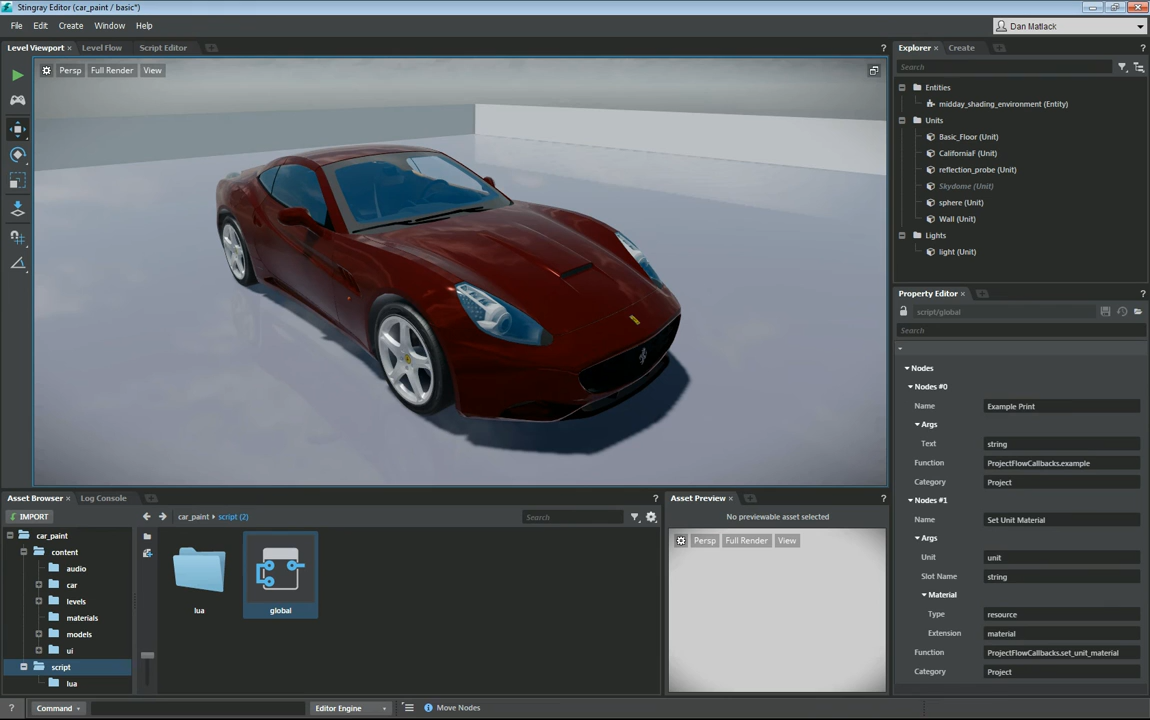 Stingray Editor (car_paint / basic*)
File Edit Create Window Help
Dan Matlack
Level Viewport × Level Flow Script Editor
Persp Full Render View
Explorer × Create
?
?
Search
Entities
midday_shading_environment (Entity)
Units
Basic_Floor (Unit)
CaliforniaF (Unit)
reflection_probe (Unit)
Skydome (Unit)
sphere (Unit)
Wall (Unit)
Lights
light (Unit)
Property Editor ×
?
script/global
Search
Nodes
Nodes #0
Name Example Print
Args
Text string
Function ProjectFlowCallbacks.example
Category Project
Nodes #1
Name Set Unit Material
Args
Unit unit
Slot Name string
Material
Type resource
Extension material
Function ProjectFlowCallbacks.set_unit_material
Category Project
Asset Browser × Log Console
?
IMPORT
car_paint script (2)
Search
car_paint
content
audio
car
levels
materials
models
ui
script
lua
lua
global
Asset Preview ×
?
No previewable asset selected
Persp Full Render View
? Command
Editor Engine
Move Nodes